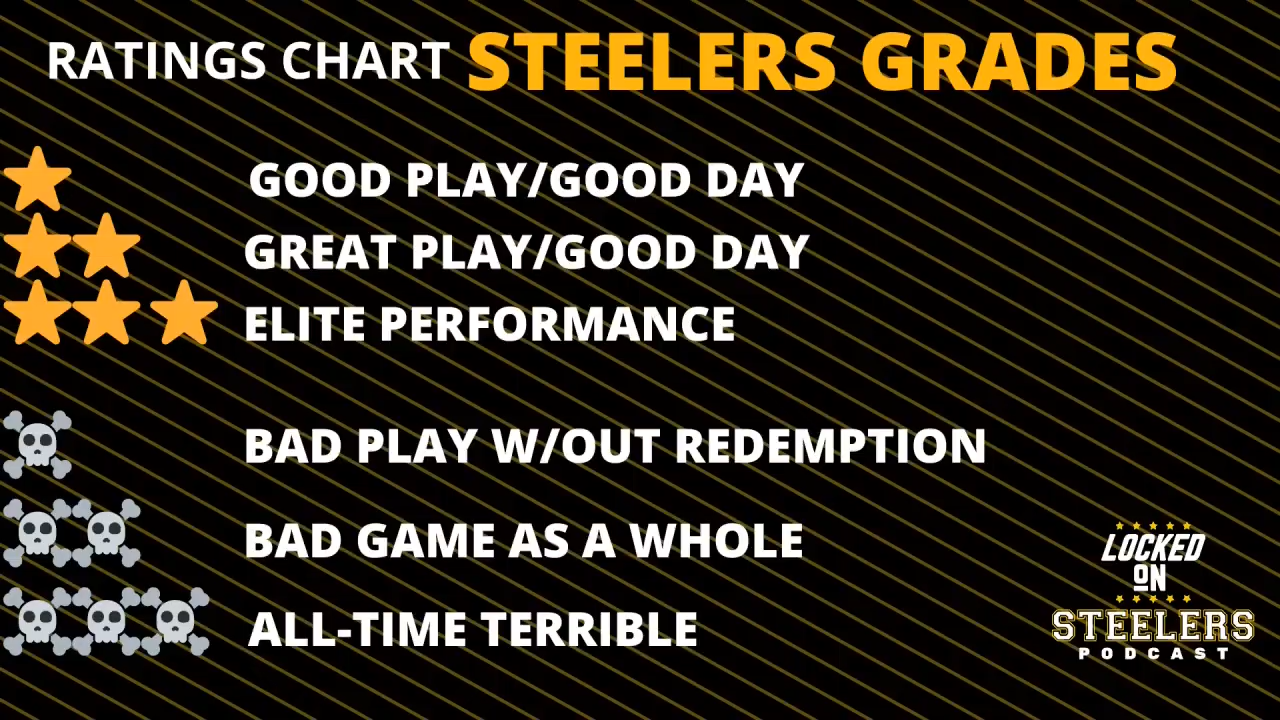 RATINGS CHART STEELERS GRADES
GOOD PLAY/GOOD DAY
GREAT PLAY/GOOD DAY
ELITE PERFORMANCE
BAD PLAY W/OUT REDEMPTION
BAD GAME AS A WHOLE
ALL-TIME TERRIBLE
LOCKED
ON
STEELERS
PODCAST